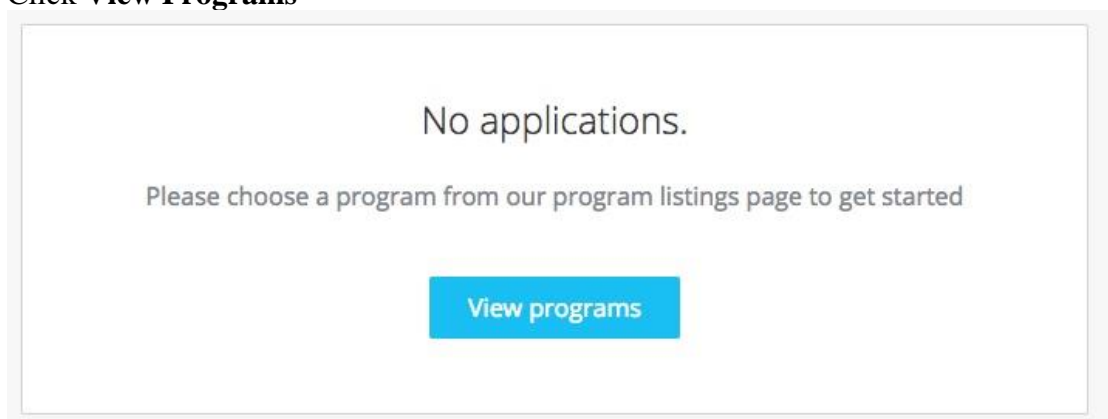 Click View Programs
No applications.
Please choose a program from our program listings page to get started
View programs